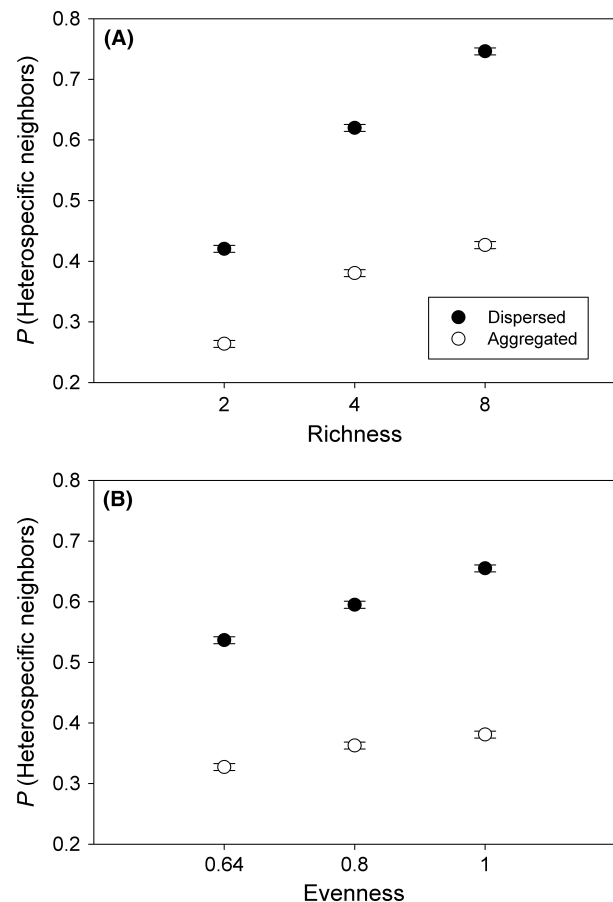 (A)
P (Heterospecific neighbors)
0.8
0.7
0.6
0.5
0.4
0.3
0.2
Dispersed
Aggregated
2 4 8
Richness
(B)
P (Heterospecific neighbors)
0.8
0.7
0.6
0.5
0.4
0.3
0.2
0.64 0.8 1
Evenness